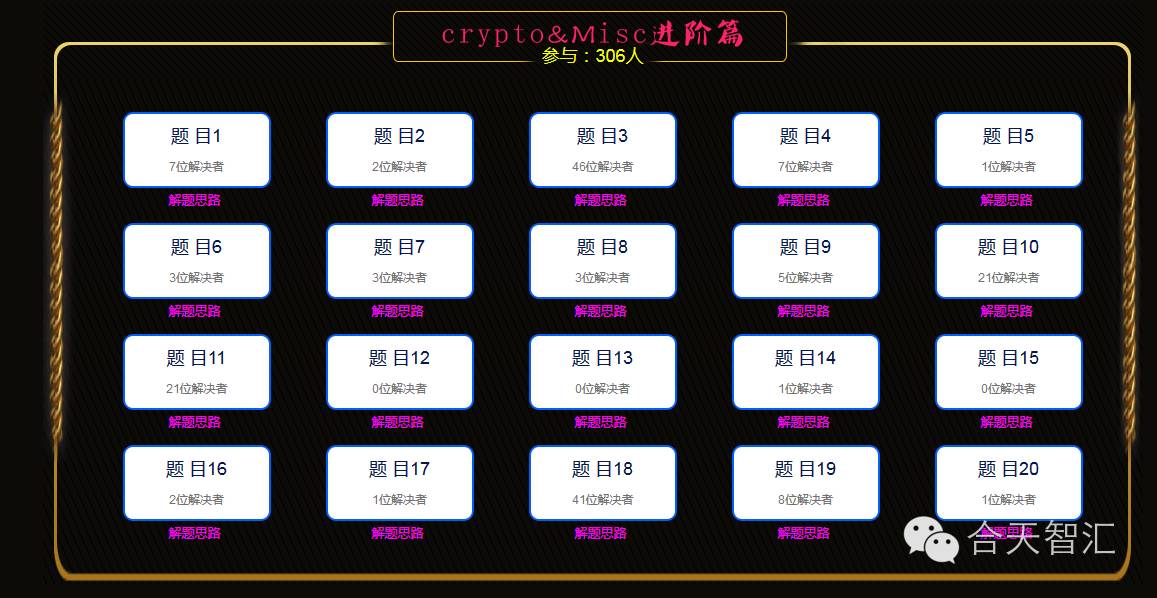 crypto&Misc进阶篇
参与：306人
题 目1 题 目2 题 目3 题 目4 题 目5
7位解决者 2位解决者 46位解决者 7位解决者 1位解决者
解题思路 解题思路 解题思路 解题思路 解题思路
题 目6 题 目7 题 目8 题 目9 题 目10
3位解决者 3位解决者 3位解决者 5位解决者 21位解决者
解题思路 解题思路 解题思路 解题思路 解题思路
题 目11 题 目12 题 目13 题 目14 题 目15
21位解决者 0位解决者 0位解决者 1位解决者 0位解决者
解题思路 解题思路 解题思路 解题思路 解题思路
题 目16 题 目17 题 目18 题 目19 题 目20
2位解决者 1位解决者 41位解决者 8位解决者 1位解决者
解题思路 解题思路 解题思路 解题思路 解题思路
合天智汇